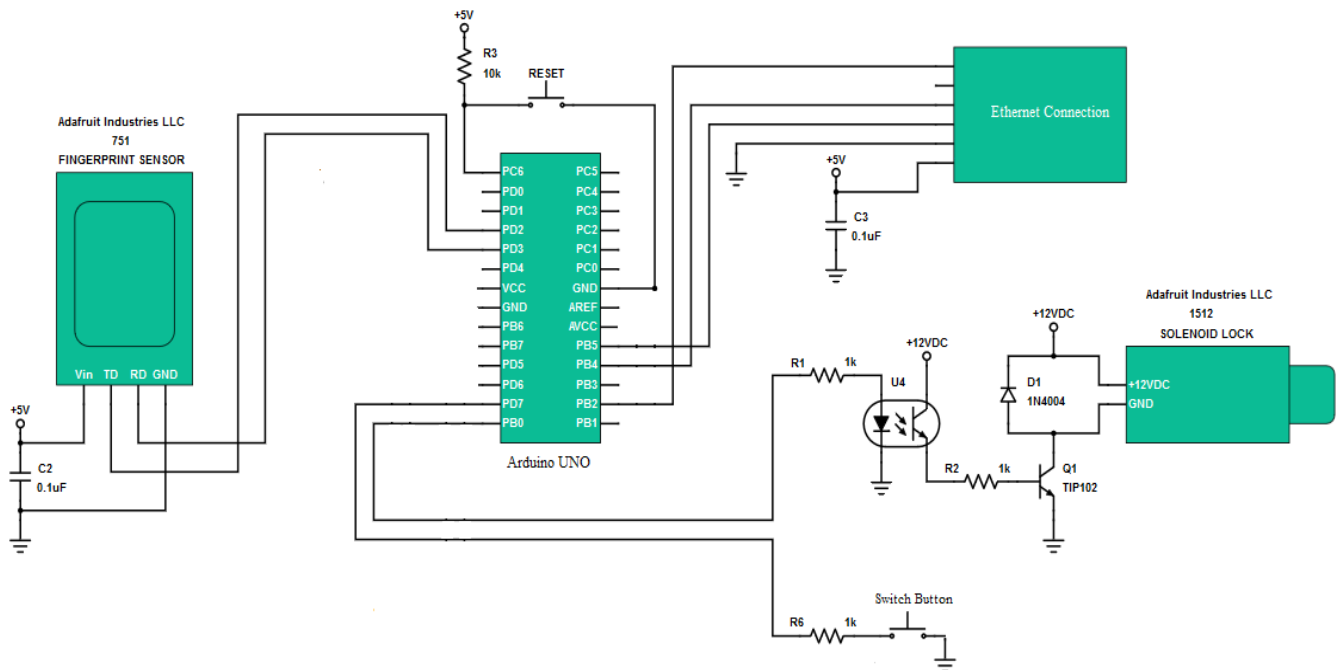 +5V
R3
10k
RESET
Ethernet Connection
Adafruit Industries LLC
751
FINGERPRINT SENSOR
Vin TD RD GND
+5V
C2
0.1uF
PC6 PC5
PD0 PC4
PD1 PC3
PD2 PC2
PD3 PC1
PD4 PC0
VCC GND
GND AREF
PB6 AVCC
PB7 PB5
PD5 PB4
PD6 PB3
PD7 PB2
PB0 PB1
Arduino UNO
+5V
C3
0.1uF
R1 1k
U4
+12VDC
R2 1k
Q1
TIP102
+12VDC
D1
1N4004
Adafruit Industries LLC
1512
SOLENOID LOCK
+12VDC
GND
Switch Button
R6 1k